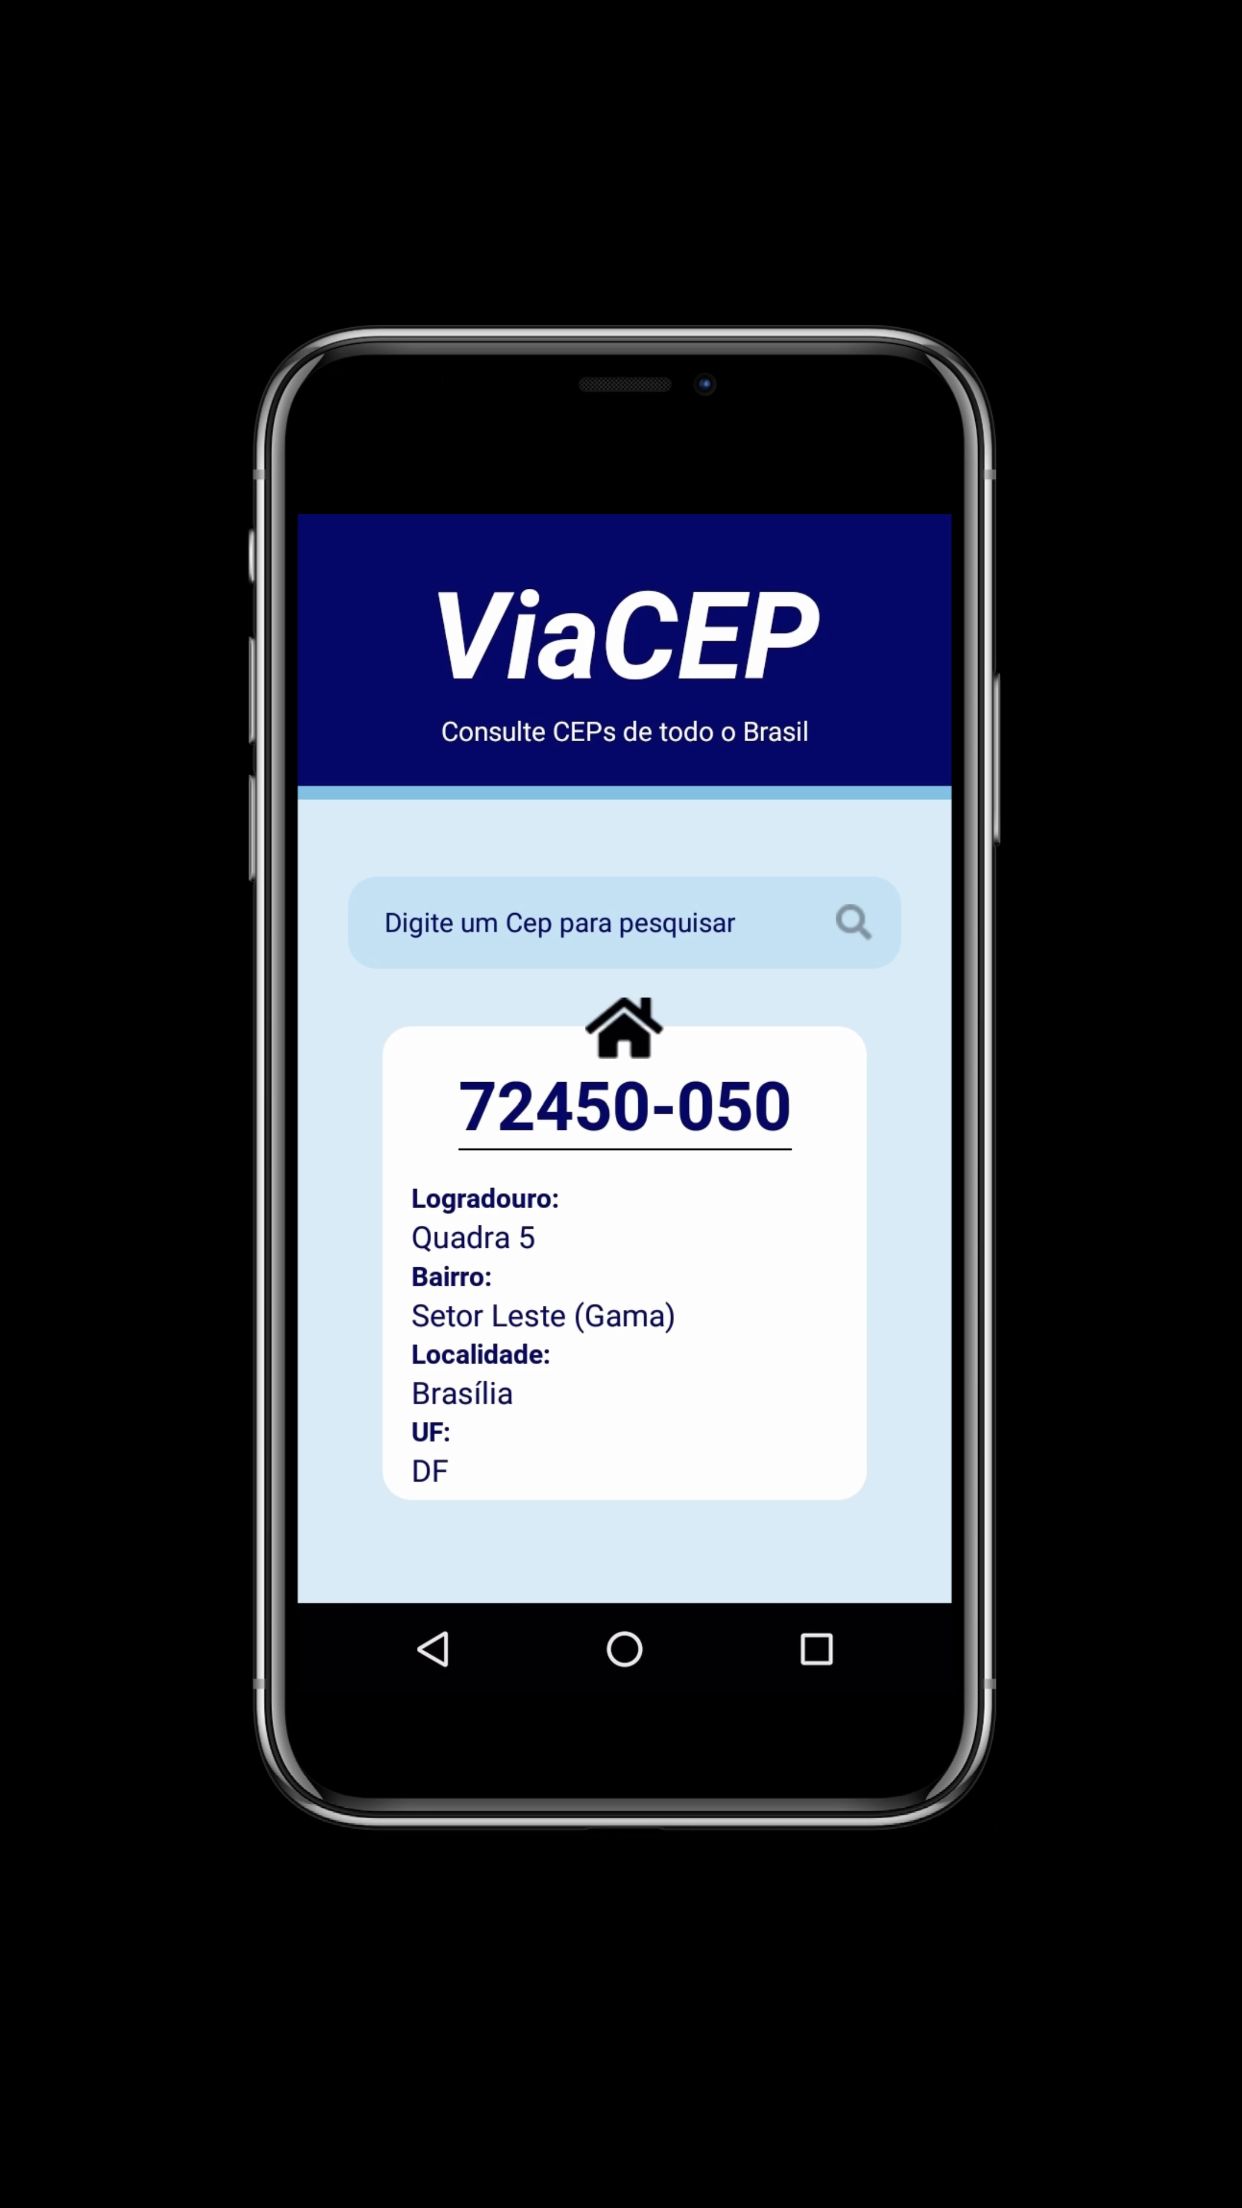 ViaCEP
Consulte CEPs de todo o Brasil
Digite um Cep para pesquisar
72450-050
Logradouro:
Quadra 5
Bairro:
Setor Leste (Gama)
Localidade:
Brasília
UF:
DF